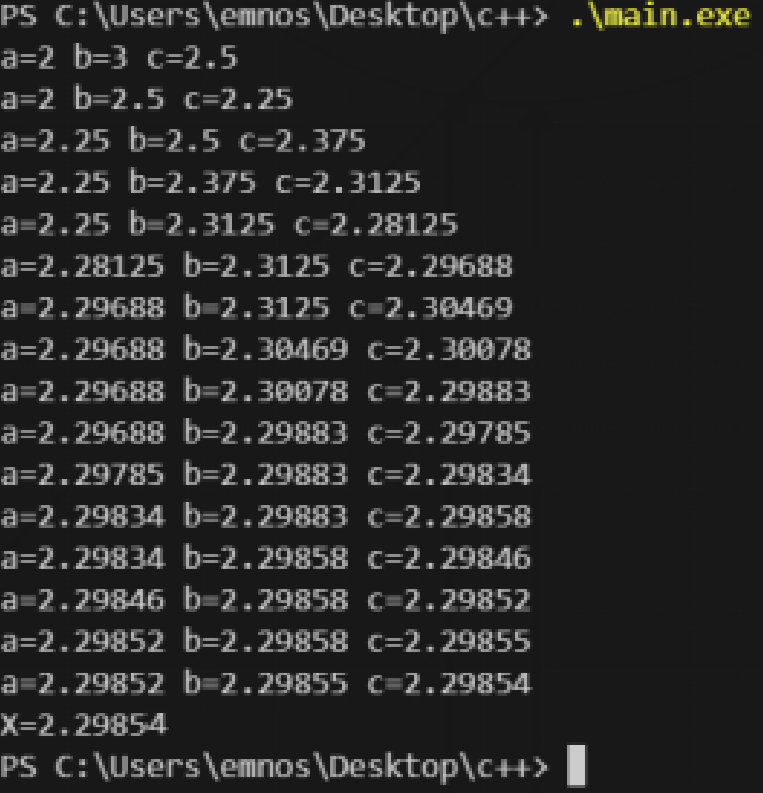 PS C:\Users\emnos\Desktop\c++> .\main.exe
a=2 b=3 c=2.5
a=2 b=2.5 c=2.25
a=2.25 b=2.5 c=2.375
a=2.25 b=2.375 c=2.3125
a=2.25 b=2.3125 c=2.28125
a=2.28125 b=2.3125 c=2.29688
a=2.29688 b=2.3125 c=2.30469
a=2.29688 b=2.30469 c=2.30078
a=2.29688 b=2.30078 c=2.29883
a=2.29688 b=2.29883 c=2.29785
a=2.29785 b=2.29883 c=2.29834
a=2.29834 b=2.29883 c=2.29858
a=2.29834 b=2.29858 c=2.29846
a=2.29846 b=2.29858 c=2.29852
a=2.29852 b=2.29858 c=2.29855
a=2.29852 b=2.29855 c=2.29854
X=2.29854
PS C:\Users\emnos\Desktop\c++>